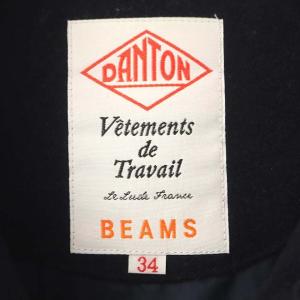 DANTON
Vêtements
de
Travail
Le Lude France
BEAMS
34